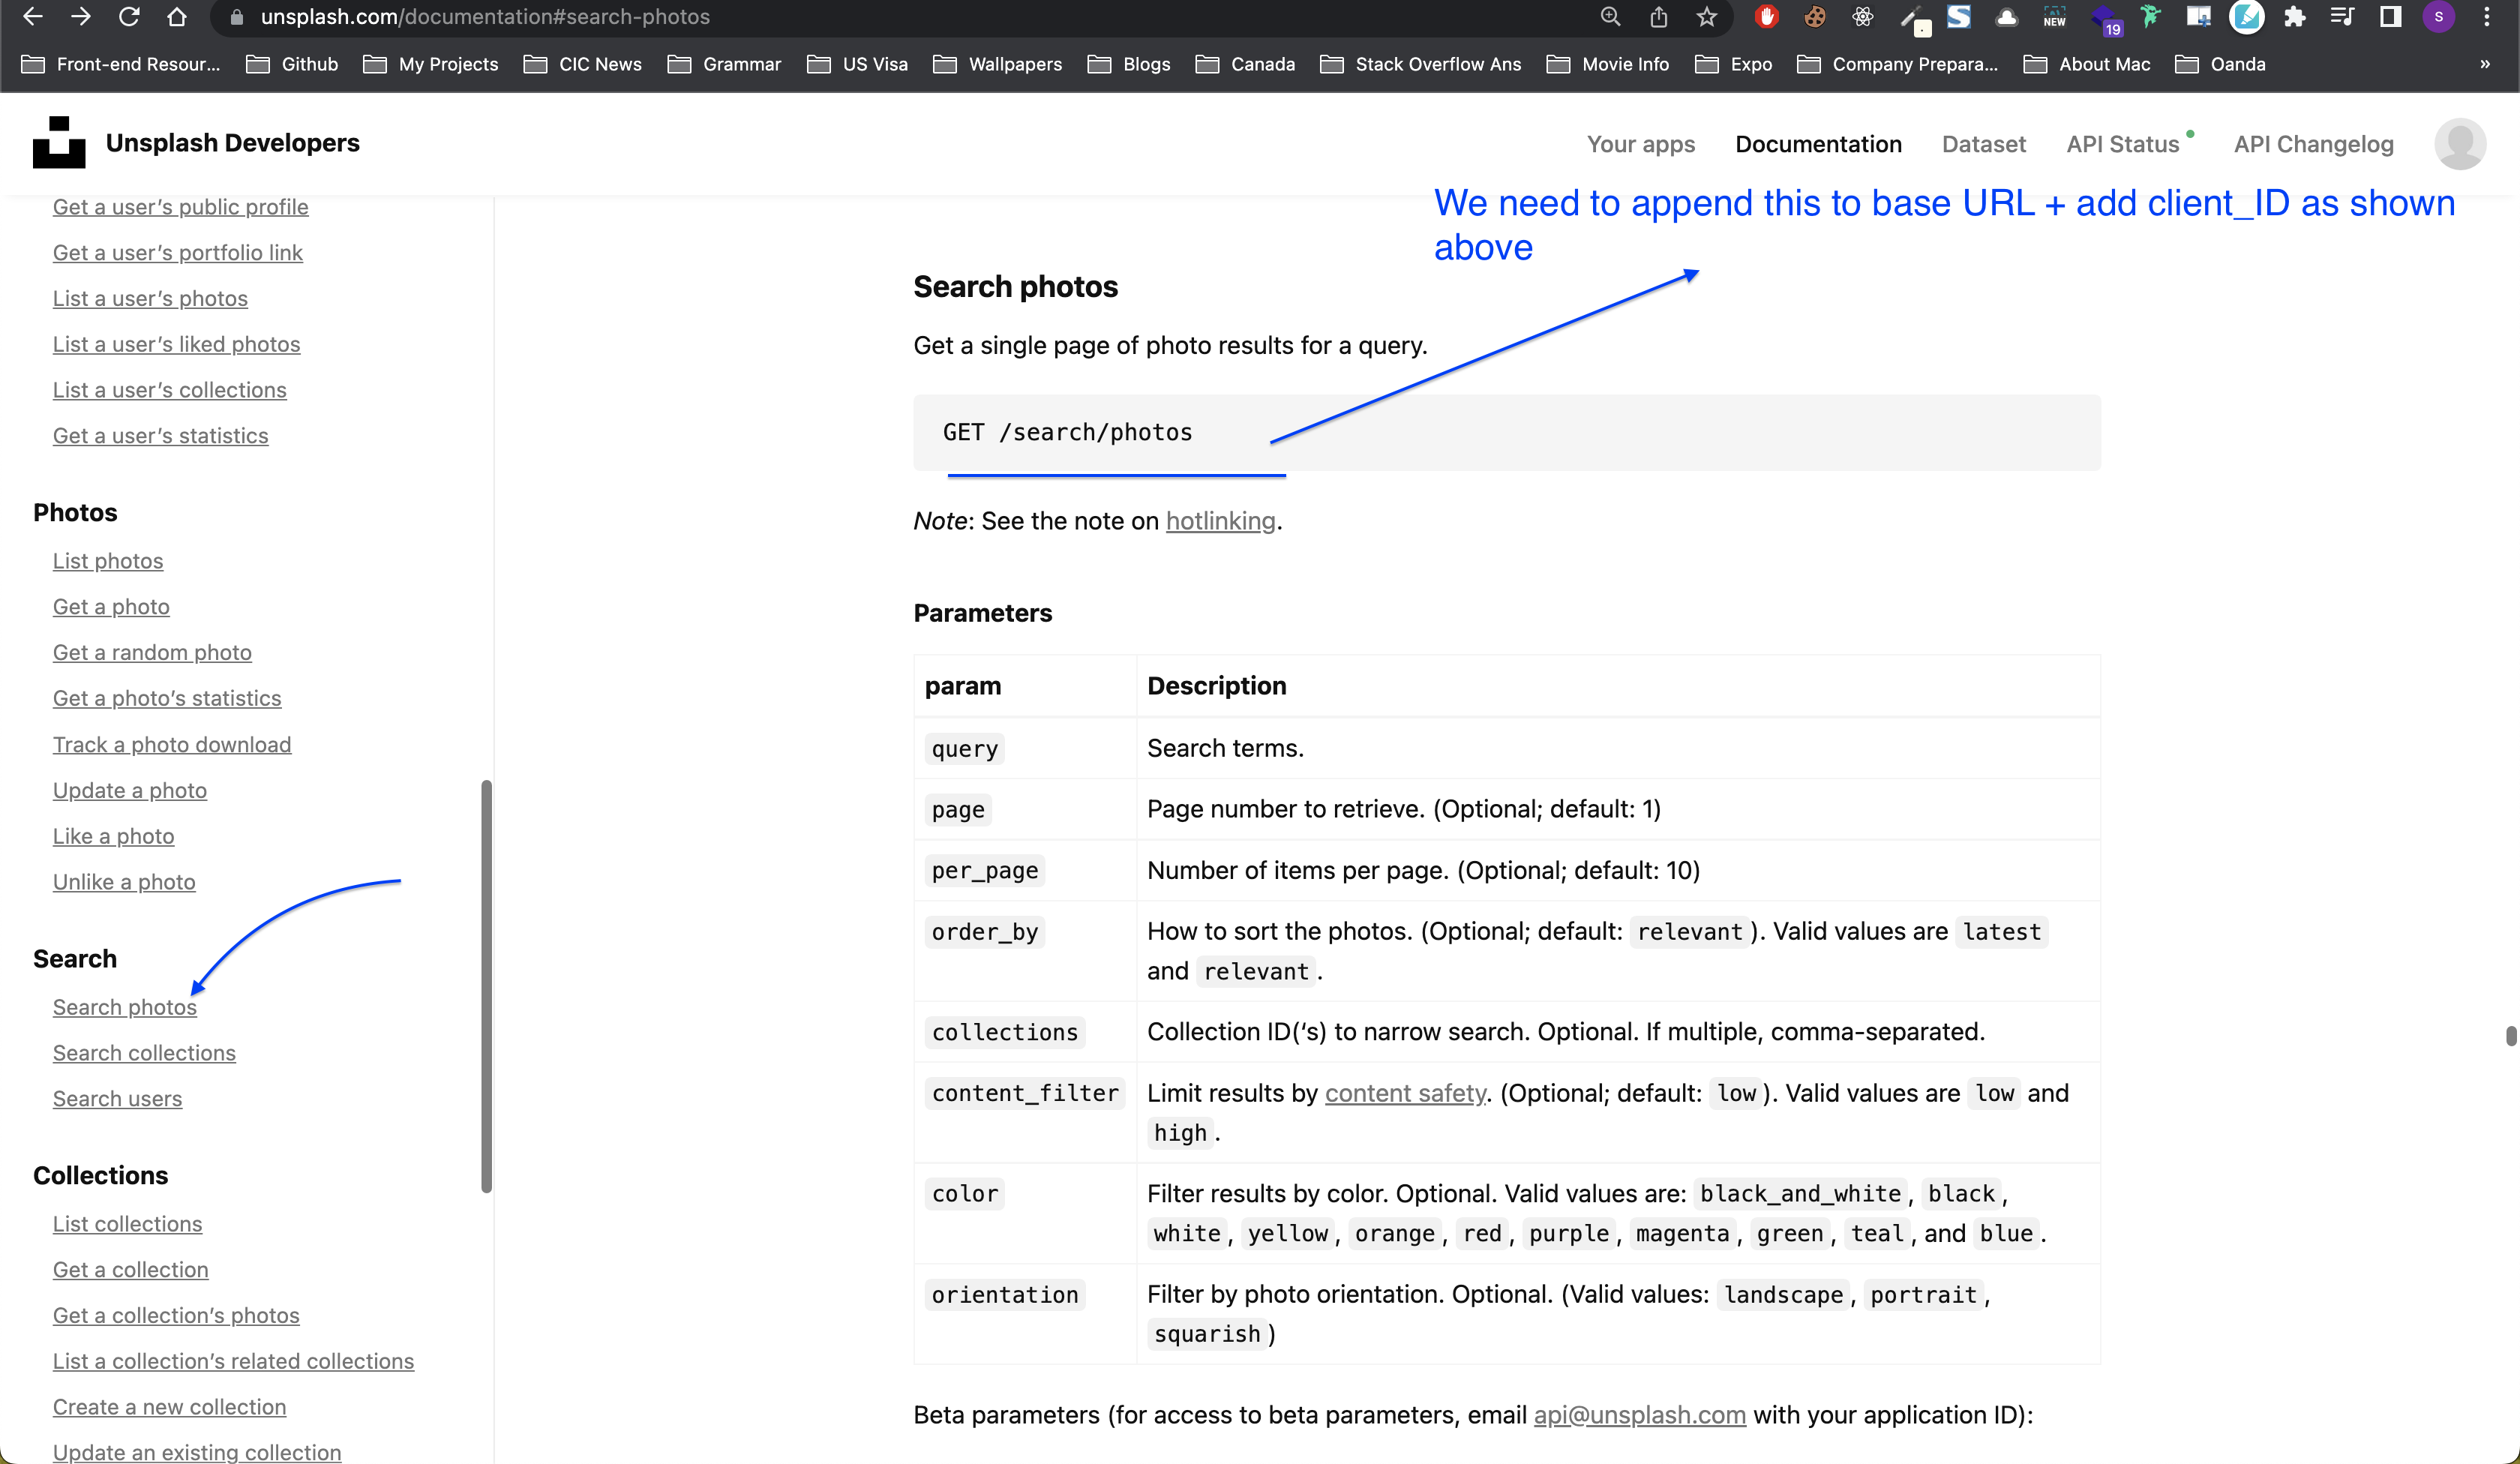 unsplash.com/documentation#search-photos
NEW
19
S
Front-end Resour...
Github
My Projects
CIC News
Grammar
US Visa
Wallpapers
Blogs
Canada
Stack Overflow Ans
Movie Info
Expo
Company Prepara...
About Mac
Oanda
»
Unsplash Developers
Your apps
Documentation
Dataset
API Status
API Changelog
We need to append this to base URL + add client_ID as shown
above
Get a user’s public profile
Get a user’s portfolio link
List a user’s photos
List a user’s liked photos
List a user’s collections
Get a user’s statistics
Photos
List photos
Get a photo
Get a random photo
Get a photo’s statistics
Track a photo download
Update a photo
Like a photo
Unlike a photo
Search
Search photos
Search collections
Search users
Collections
List collections
Get a collection
Get a collection’s photos
List a collection’s related collections
Create a new collection
Update an existing collection
Search photos
Get a single page of photo results for a query.
GET /search/photos
Note: See the note on hotlinking.
Parameters
param Description
query Search terms.
page Page number to retrieve. (Optional; default: 1)
per_page Number of items per page. (Optional; default: 10)
order_by How to sort the photos. (Optional; default: relevant). Valid values are latest
and relevant.
collections Collection ID(‘s) to narrow search. Optional. If multiple, comma-separated.
content_filter Limit results by content safety. (Optional; default: low). Valid values are low and
high.
color Filter results by color. Optional. Valid values are: black_and_white, black,
white, yellow, orange, red, purple, magenta, green, teal, and blue.
orientation Filter by photo orientation. Optional. (Valid values: landscape, portrait,
squarish)
Beta parameters (for access to beta parameters, email api@unsplash.com with your application ID):